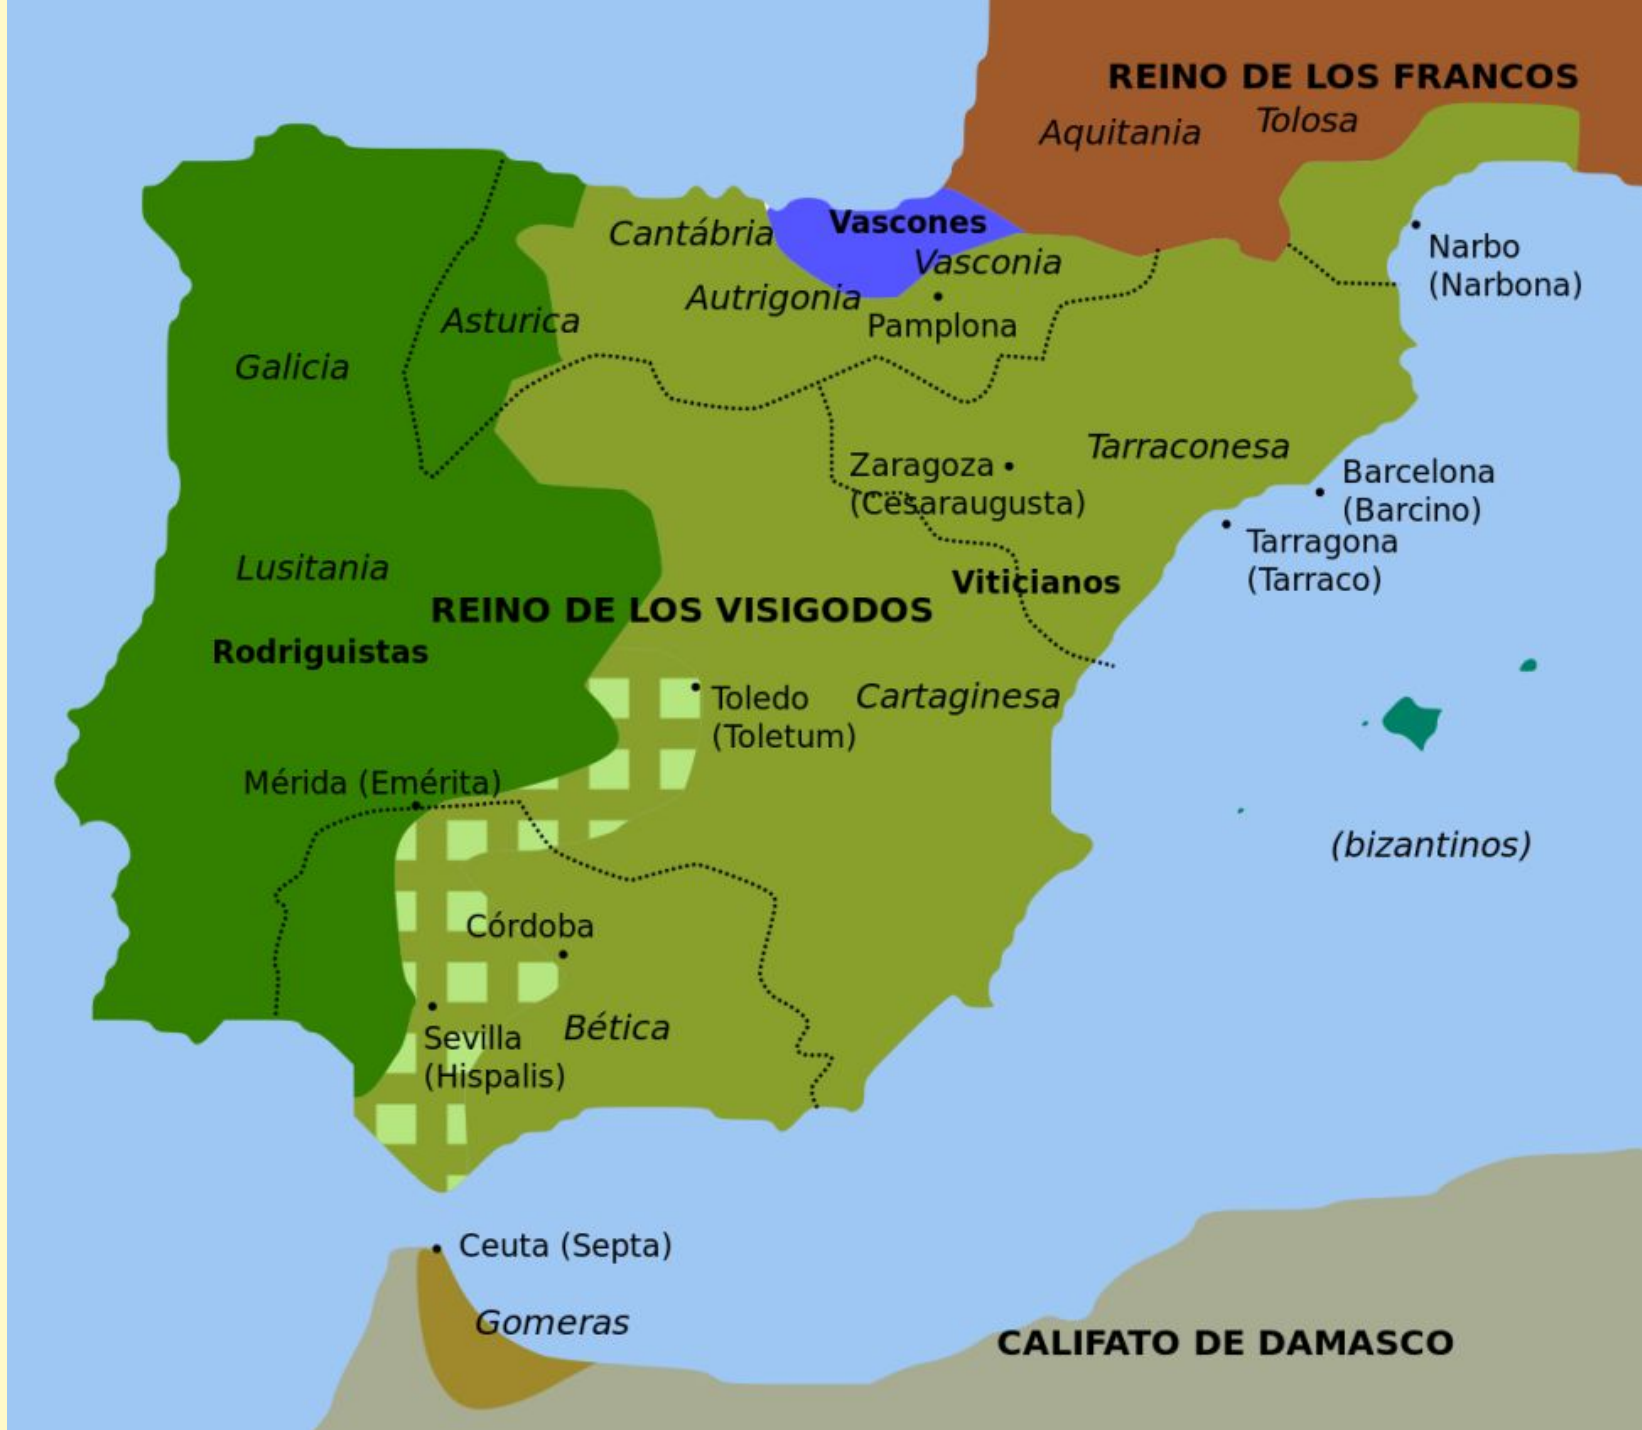 REINO DE LOS FRANCOS
Tolosa
Aquitania
Vascones
Cantábria
Vasconia
Narbo
(Narbona)
Autrigonia
Pamplona
Asturica
Galicia
Tarraconesa
Zaragoza
(Cesaraugusta)
Barcelona
(Barcino)
Tarragona
(Tarraco)
Lusitania
Viticianos
REINO DE LOS VISIGODOS
Rodriguistas
Toledo
(Toletum)
Cartaginesa
Mérida (Emérita)
(bizantinos)
Córdoba
Bética
Sevilla
(Hispalis)
Ceuta (Septa)
Gomeras
CALIFATO DE DAMASCO